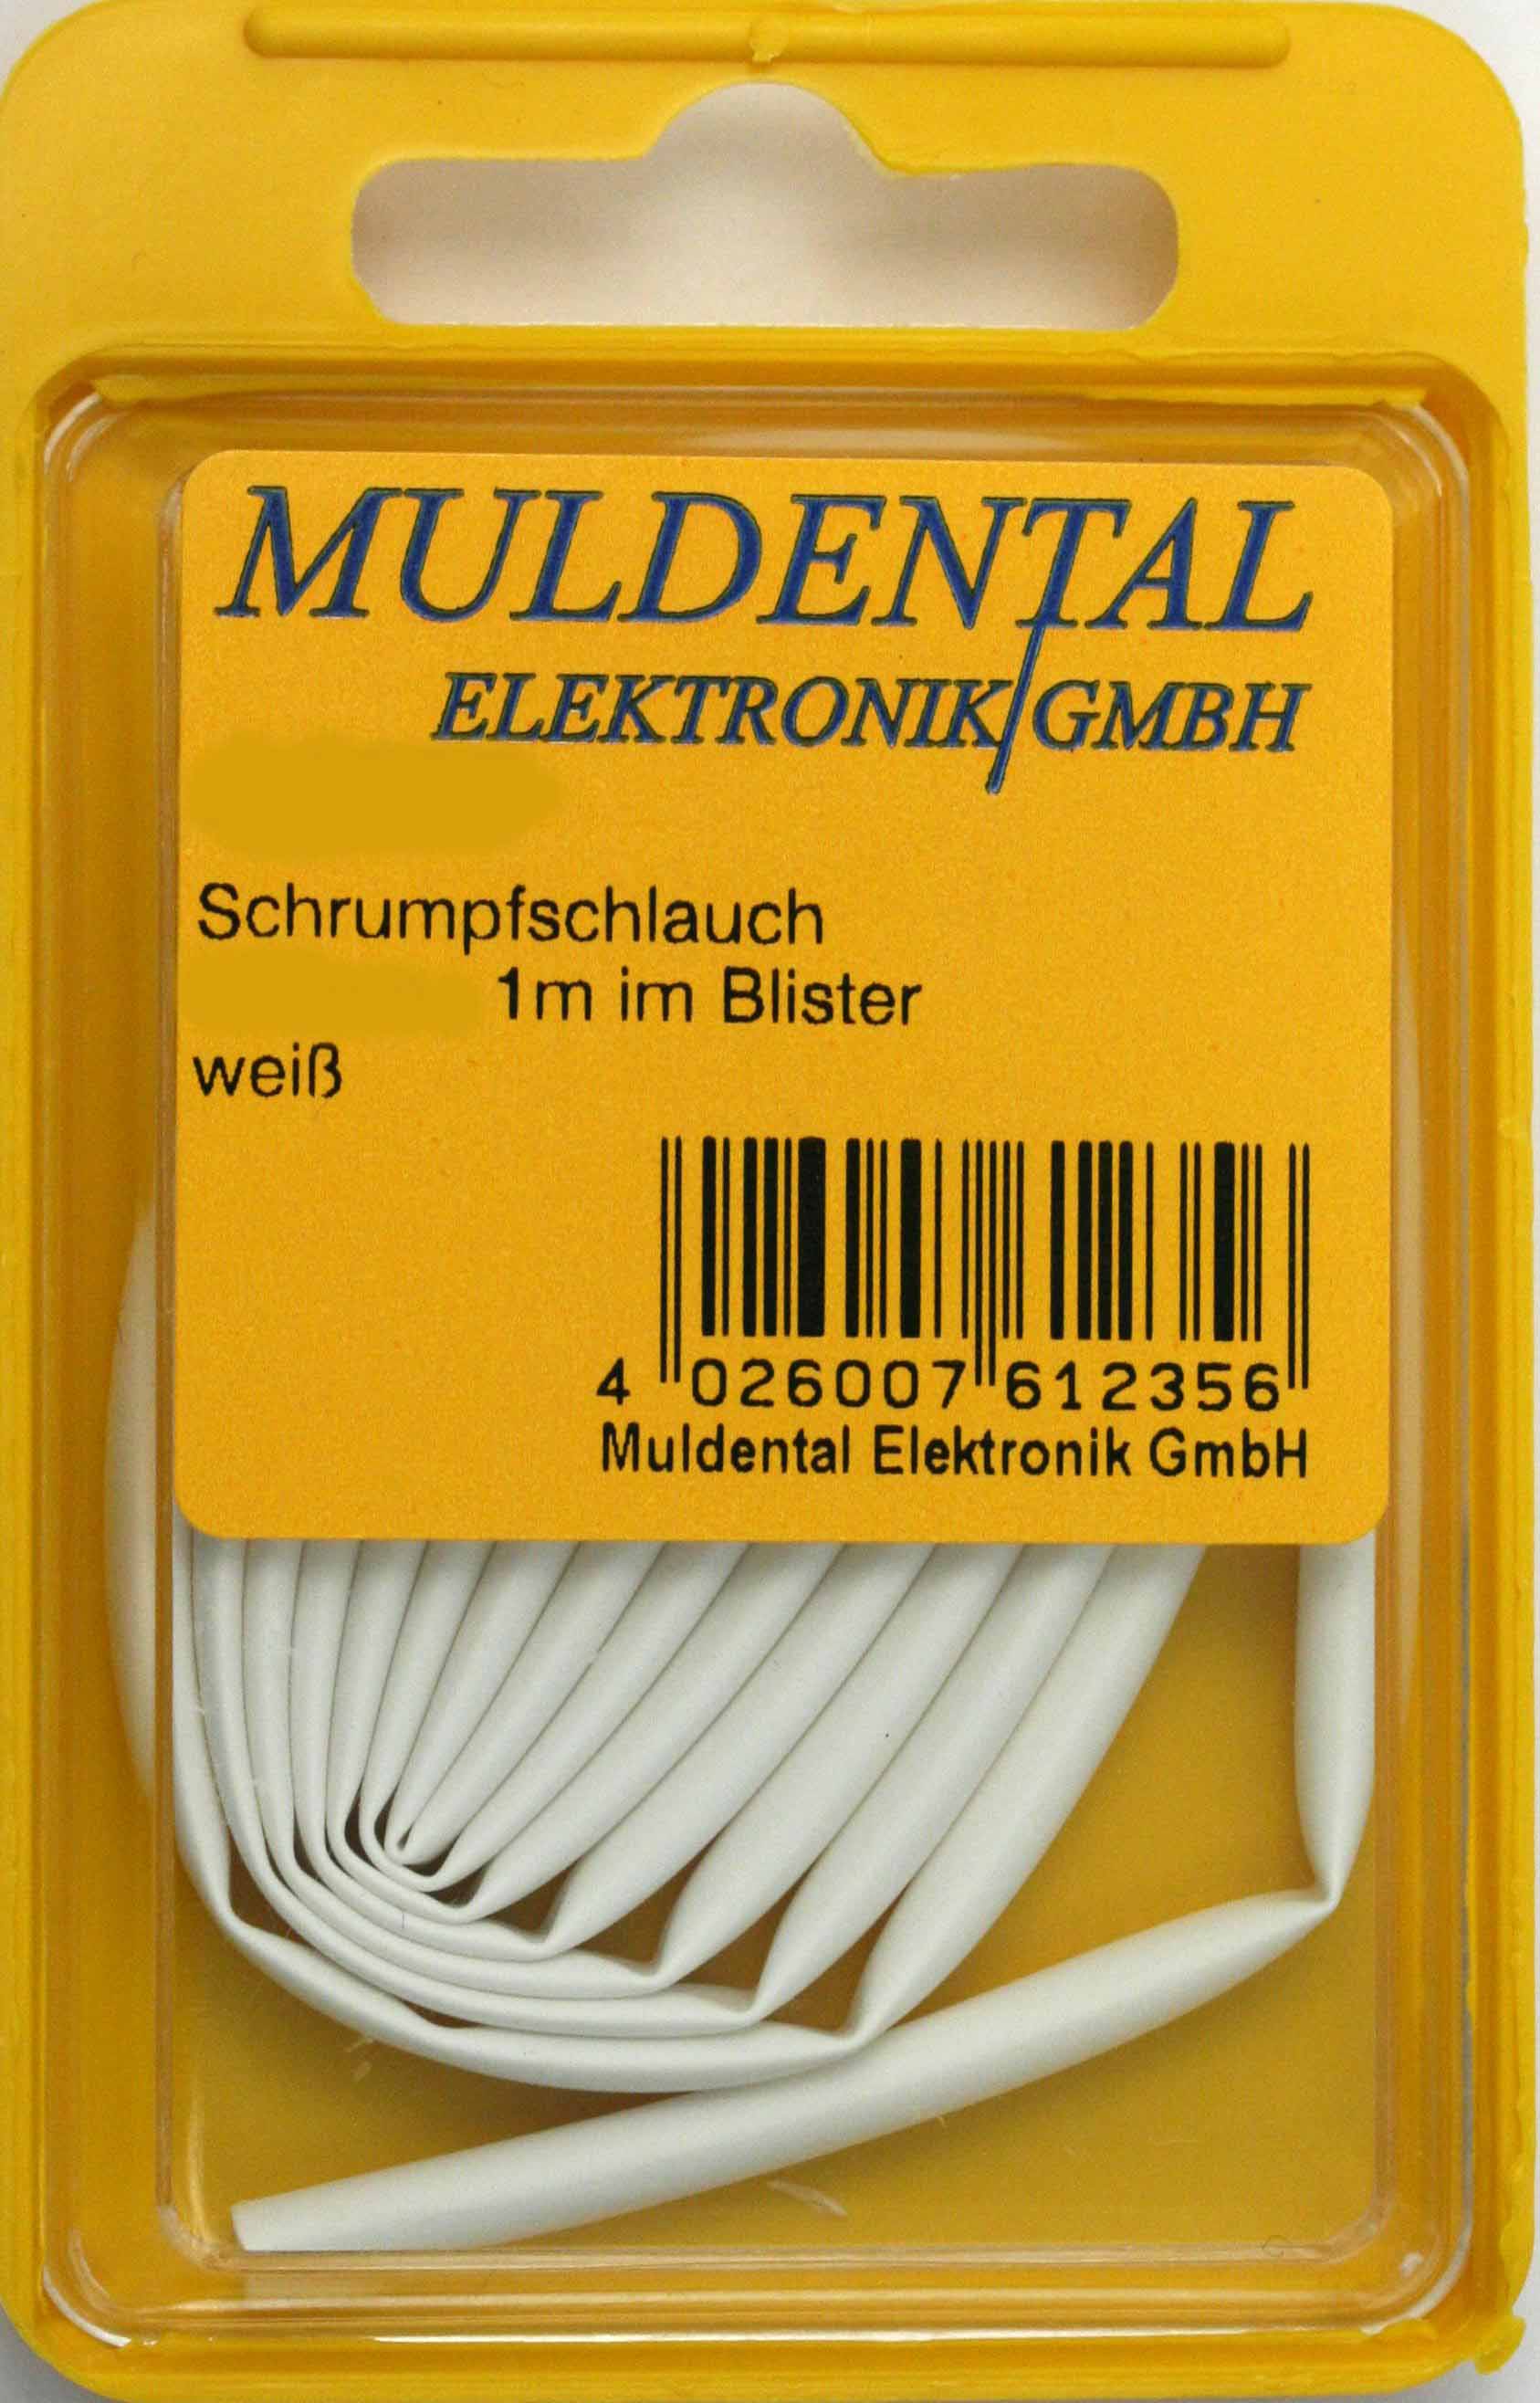 MULDENTAL
ELEKTRONIK GMBH
Schrumpfschlauch
1m im Blister
weiß
4 026007 612356
Muldental Elektronik GmbH